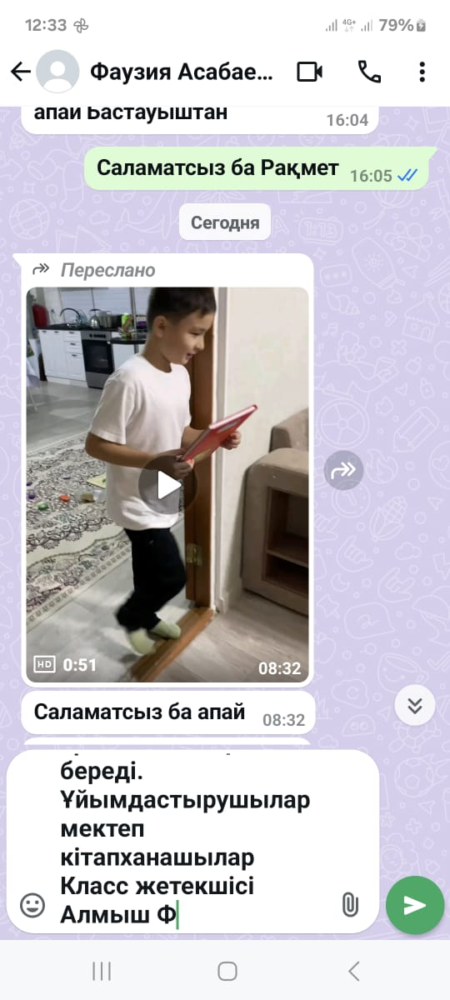 12:33 4G+ 79%
Фаузия Асабае...
апай Бастауыштан 16:04
Саламатсыз ба Рақмет 16:05
Сегодня
Переслано
HD 0:51 08:32
Саламатсыз ба апай 08:32
береді.
Ұйымдастырушылар
мектеп
кітапханашылар
Класс жетекшісі
Алмыш Ф